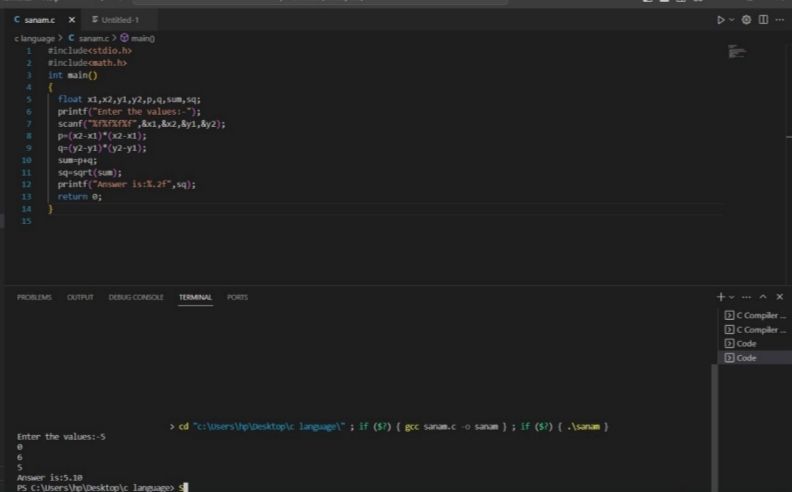 sanam.c
Untitled-1
c language > C sanam.c > main()
1 #include<stdio.h>
2 #include<math.h>
3 int main()
4 {
5 float x1,x2,y1,y2,p,q,sum,sq;
6 printf("Enter the values:-");
7 scanf("%f%f%f%f",&x1,&x2,&y1,&y2);
8 p=(x2-x1)*(x2-x1);
9 q=(y2-y1)*(y2-y1);
10 sum=p+q;
11 sq=sqrt(sum);
12 printf("Answer is:%.2f",sq);
13 return 0;
14 }
15
PROBLEMS OUTPUT DEBUG CONSOLE TERMINAL PORTS
C Compiler ...
C Compiler ...
Code
Code
> cd "c:\Users\hp\Desktop\c language\" ; if ($?) { gcc sanam.c -o sanam } ; if ($?) { .\sanam }
Enter the values:-5
0
6
5
Answer is:5.10
PS C:\Users\hp\Desktop\c language> S